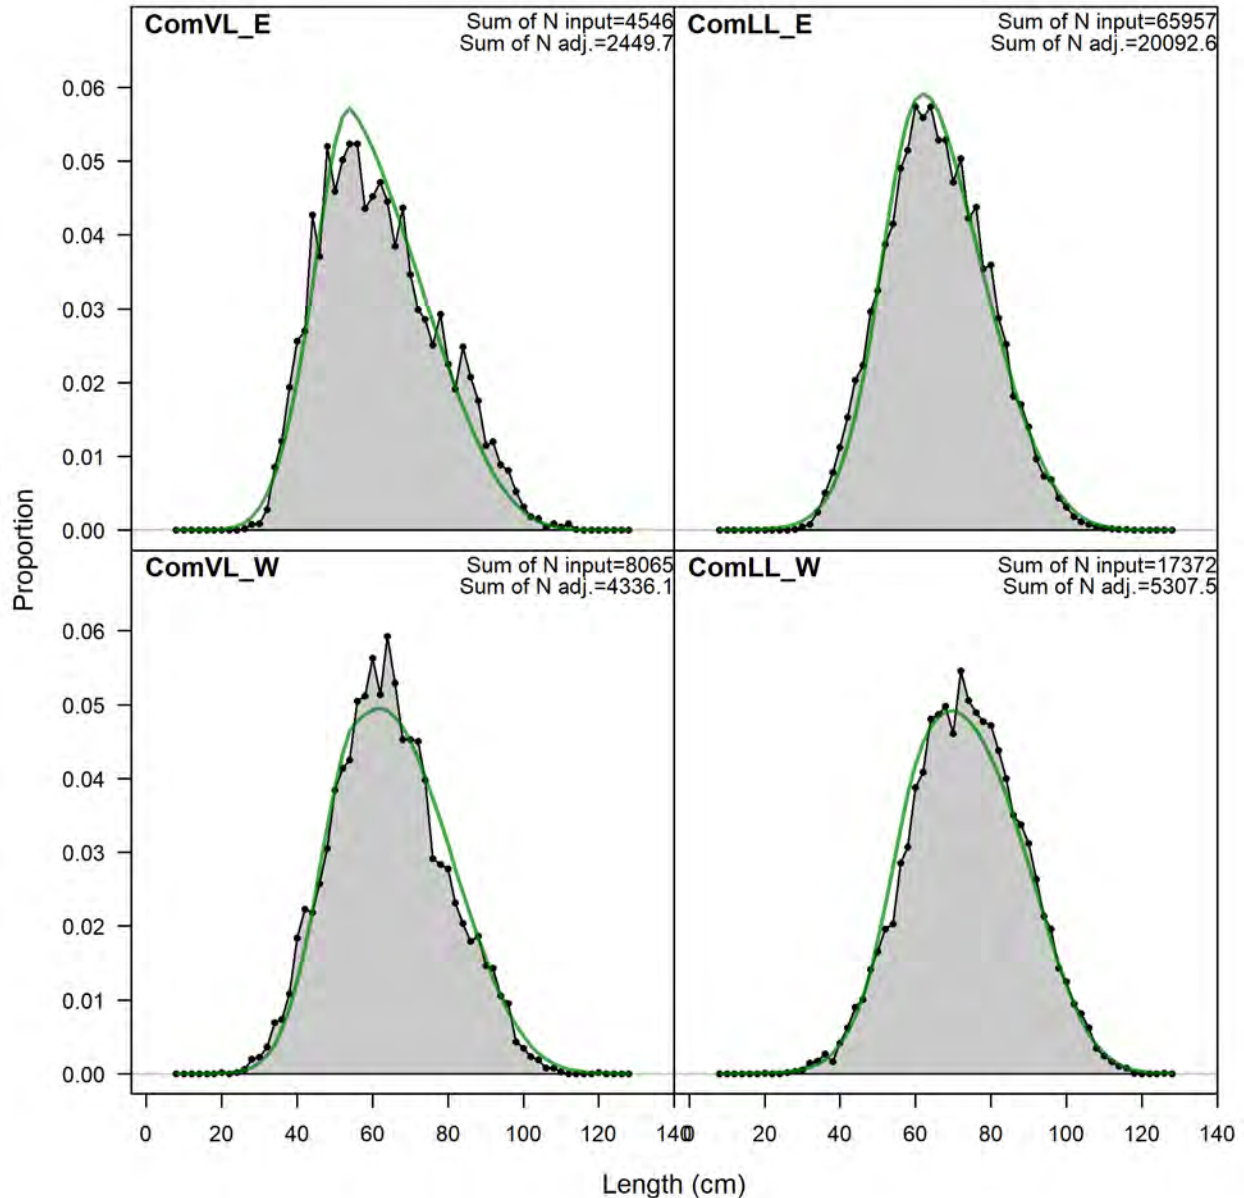 ComVL_E
Sum of N input=4546
Sum of N adj.=2449.7
ComLL_E
Sum of N input=65957
Sum of N adj.=20092.6
0.06
0.05
0.04
0.03
0.02
0.01
0.00
ComVL_W
Sum of N input=8065
Sum of N adj.=4336.1
ComLL_W
Sum of N input=17372
Sum of N adj.=5307.5
0.06
0.05
0.04
0.03
0.02
0.01
0.00
Proportion
0 20 40 60 80 100 120 140
0 20 40 60 80 100 120 140
Length (cm)